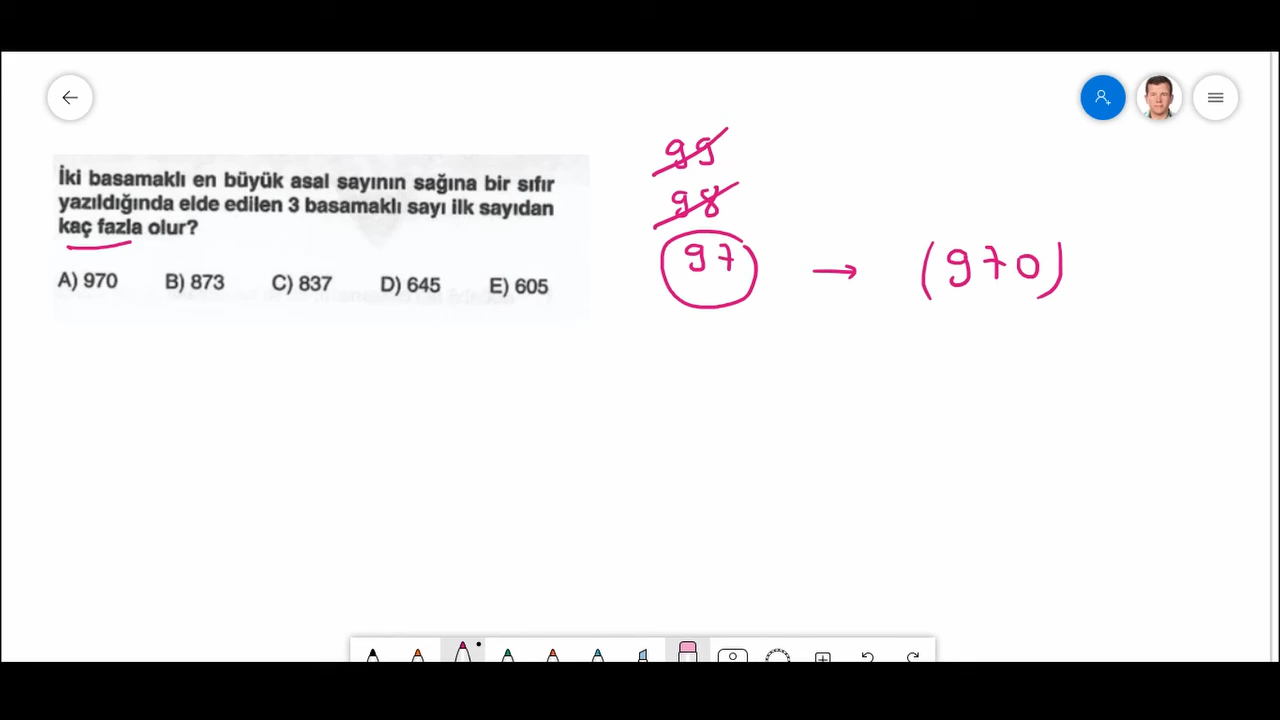 İki basamaklı en büyük asal sayının sağına bir sıfır
yazıldığında elde edilen 3 basamaklı sayı ilk sayıdan
kaç fazla olur?
A) 970 B) 873 C) 837 D) 645 E) 605
99
98
97 → (970)